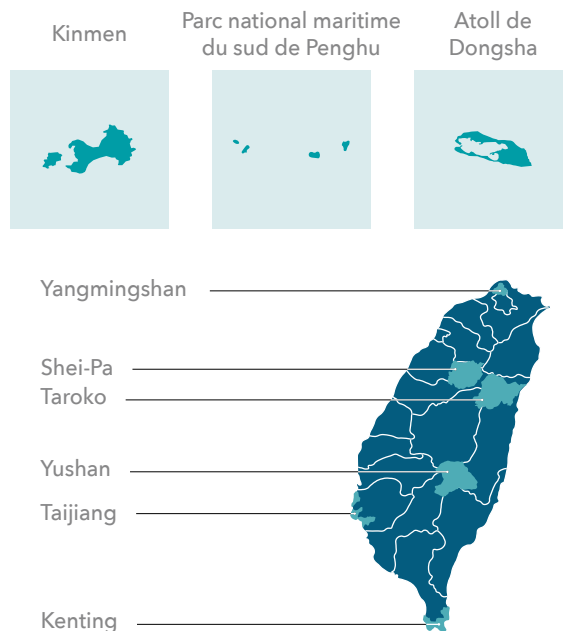 Kinmen
Parc national maritime
du sud de Penghu
Atoll de
Dongsha
Yangmingshan
Shei-Pa
Taroko
Yushan
Taijiang
Kenting